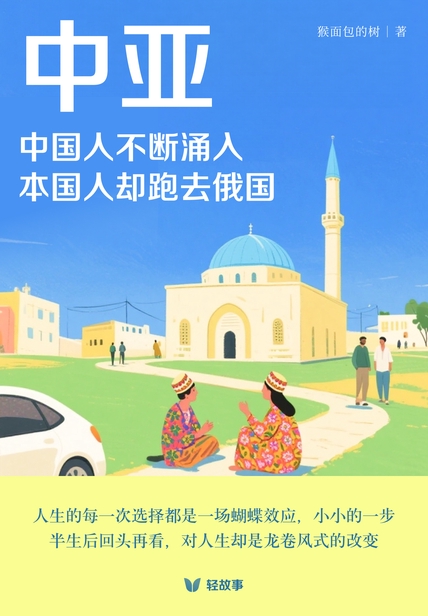 中亚
猴面包的树|著
中国人不断涌入
本国人却跑去俄国
人生的每一次选择都是一场蝴蝶效应，小小的一步
半生后回头再看，对人生却是龙卷风式的改变
轻故事